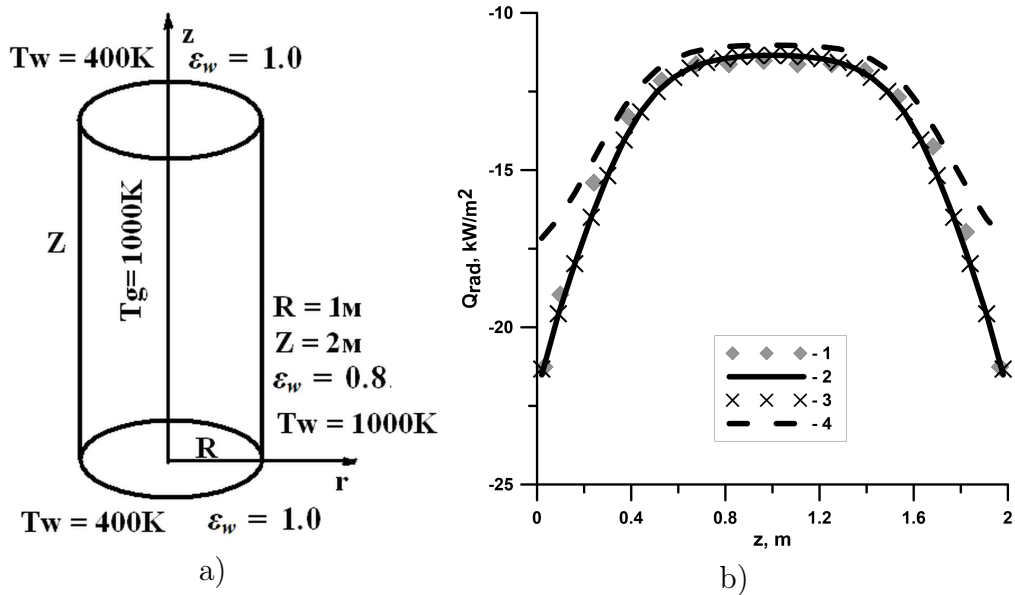 z
Tw = 400K εw = 1.0
Z
Tg=1000K
R = 1м
Z = 2м
εw = 0.8.
Tw = 1000K
R
r
Tw = 400K εw = 1.0
a)
-10
-15
-20
-25
Qrad, kW/m2
0 0.4 0.8 1.2 1.6 2
z, m
- 1
- 2
- 3
- 4
b)